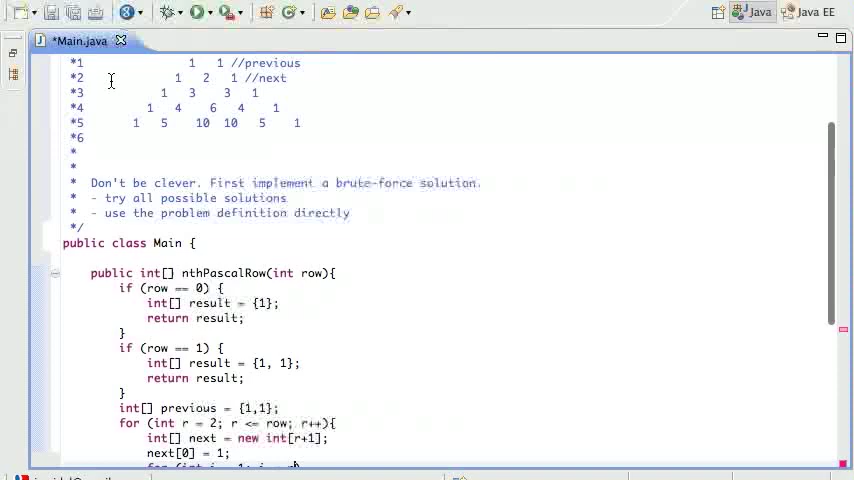 Java
Java EE
*Main.java
*1 1 1 //previous
*2 1 2 1 //next
*3 1 3 3 1
*4 1 4 6 4 1
*5 1 5 10 10 5 1
*6
*
*
* Don't be clever. First implement a brute-force solution.
* - try all possible solutions
* - use the problem definition directly
*/
public class Main {
public int[] nthPascalRow(int row){
if (row == 0) {
int[] result = {1};
return result;
}
if (row == 1) {
int[] result = {1, 1};
return result;
}
int[] previous = {1,1};
for (int r = 2; r <= row; r++){
int[] next = new int[r+1];
next[0] = 1;